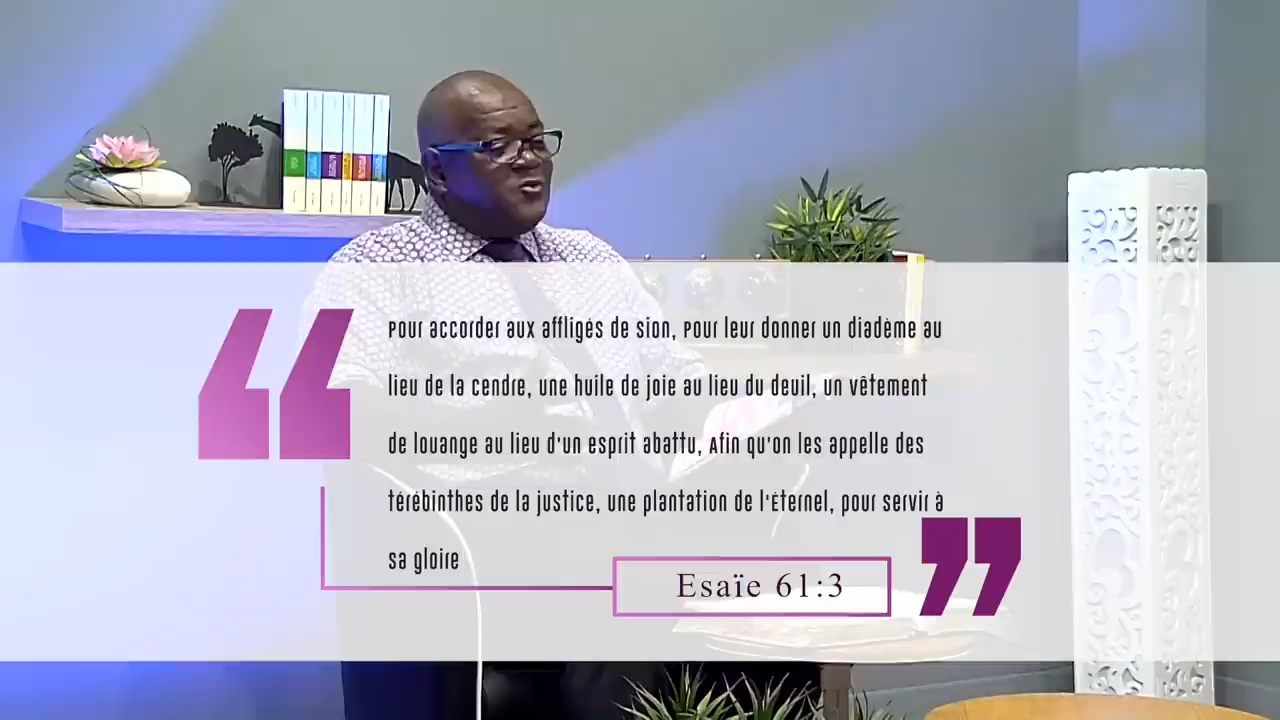 Pour accorder aux affligés de sion, Pour leur donner un diadème au
lieu de la cendre, une huile de joie au lieu du deuil, un vêtement
de louange au lieu d'un esprit abattu, Afin qu'on les appelle des
térébinthes de la justice, une plantation de l'Éternel, pour servir à
sa gloire
Esaïe 61:3